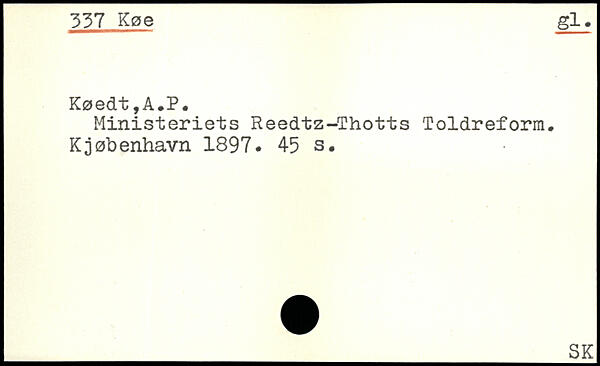 337 Køe gl.
Køedt,A.P.
Ministeriets Reedtz-Thotts Toldreform.
Kjøbenhavn 1897. 45 s.
SK